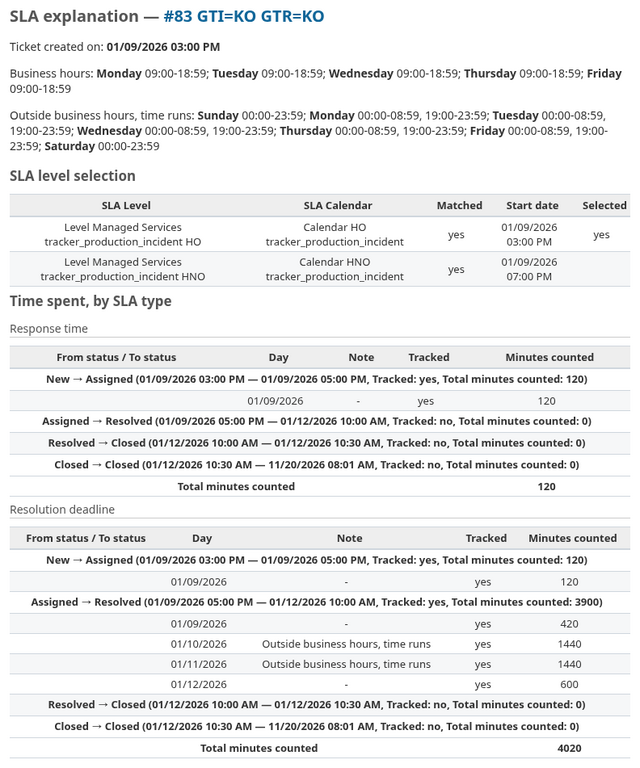 SLA explanation — #83 GTI=KO GTR=KO
Ticket created on: 01/09/2026 03:00 PM
Business hours: Monday 09:00-18:59; Tuesday 09:00-18:59; Wednesday 09:00-18:59; Thursday 09:00-18:59; Friday
09:00-18:59
Outside business hours, time runs: Sunday 00:00-23:59; Monday 00:00-08:59, 19:00-23:59; Tuesday 00:00-08:59,
19:00-23:59; Wednesday 00:00-08:59, 19:00-23:59; Thursday 00:00-08:59, 19:00-23:59; Friday 00:00-08:59, 19:00-
23:59; Saturday 00:00-23:59
SLA level selection
SLA Level SLA Calendar Matched Start date Selected
Level Managed Services tracker_production_incident HO Calendar HO tracker_production_incident yes 01/09/2026 03:00 PM yes
Level Managed Services tracker_production_incident HNO Calendar HNO tracker_production_incident yes 01/09/2026 07:00 PM
Time spent, by SLA type
Response time
From status / To status Day Note Tracked Minutes counted
New → Assigned (01/09/2026 03:00 PM — 01/09/2026 05:00 PM, Tracked: yes, Total minutes counted: 120)
01/09/2026 - yes 120
Assigned → Resolved (01/09/2026 05:00 PM — 01/12/2026 10:00 AM, Tracked: no, Total minutes counted: 0)
Resolved → Closed (01/12/2026 10:00 AM — 01/12/2026 10:30 AM, Tracked: no, Total minutes counted: 0)
Closed → Closed (01/12/2026 10:30 AM — 11/20/2026 08:01 AM, Tracked: no, Total minutes counted: 0)
Total minutes counted 120
Resolution deadline
From status / To status Day Note Tracked Minutes counted
New → Assigned (01/09/2026 03:00 PM — 01/09/2026 05:00 PM, Tracked: yes, Total minutes counted: 120)
01/09/2026 - yes 120
Assigned → Resolved (01/09/2026 05:00 PM — 01/12/2026 10:00 AM, Tracked: yes, Total minutes counted: 3900)
01/09/2026 - yes 420
01/10/2026 Outside business hours, time runs yes 1440
01/11/2026 Outside business hours, time runs yes 1440
01/12/2026 - yes 600
Resolved → Closed (01/12/2026 10:00 AM — 01/12/2026 10:30 AM, Tracked: no, Total minutes counted: 0)
Closed → Closed (01/12/2026 10:30 AM — 11/20/2026 08:01 AM, Tracked: no, Total minutes counted: 0)
Total minutes counted 4020